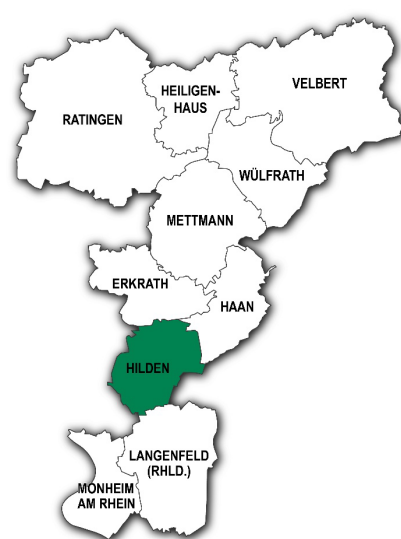 VELBERT
HEILIGEN-
HAUS
RATINGEN
WÜLFRATH
METTMANN
ERKRATH
HAAN
HILDEN
LANGENFELD
(RHLD.)
MONHEIM
AM RHEIN